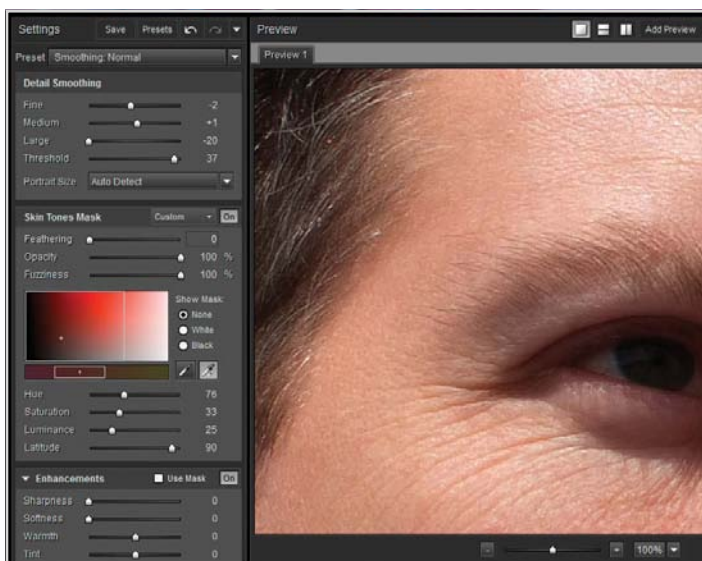 Settings Save Presets
Preset Smoothing: Normal
Detail Smoothing
Fine -2
Medium +1
Large -20
Threshold 37
Portrait Size Auto Detect
Skin Tones Mask Custom On
Feathering 0
Opacity 100 %
Fuzziness 100 %
Show Mask:
None
White
Black
Hue 76
Saturation 33
Luminance 25
Latitude 90
Enhancements Use Mask On
Sharpness 0
Softness 0
Warmth 0
Tint 0
Preview Add Preview
Preview 1
100%